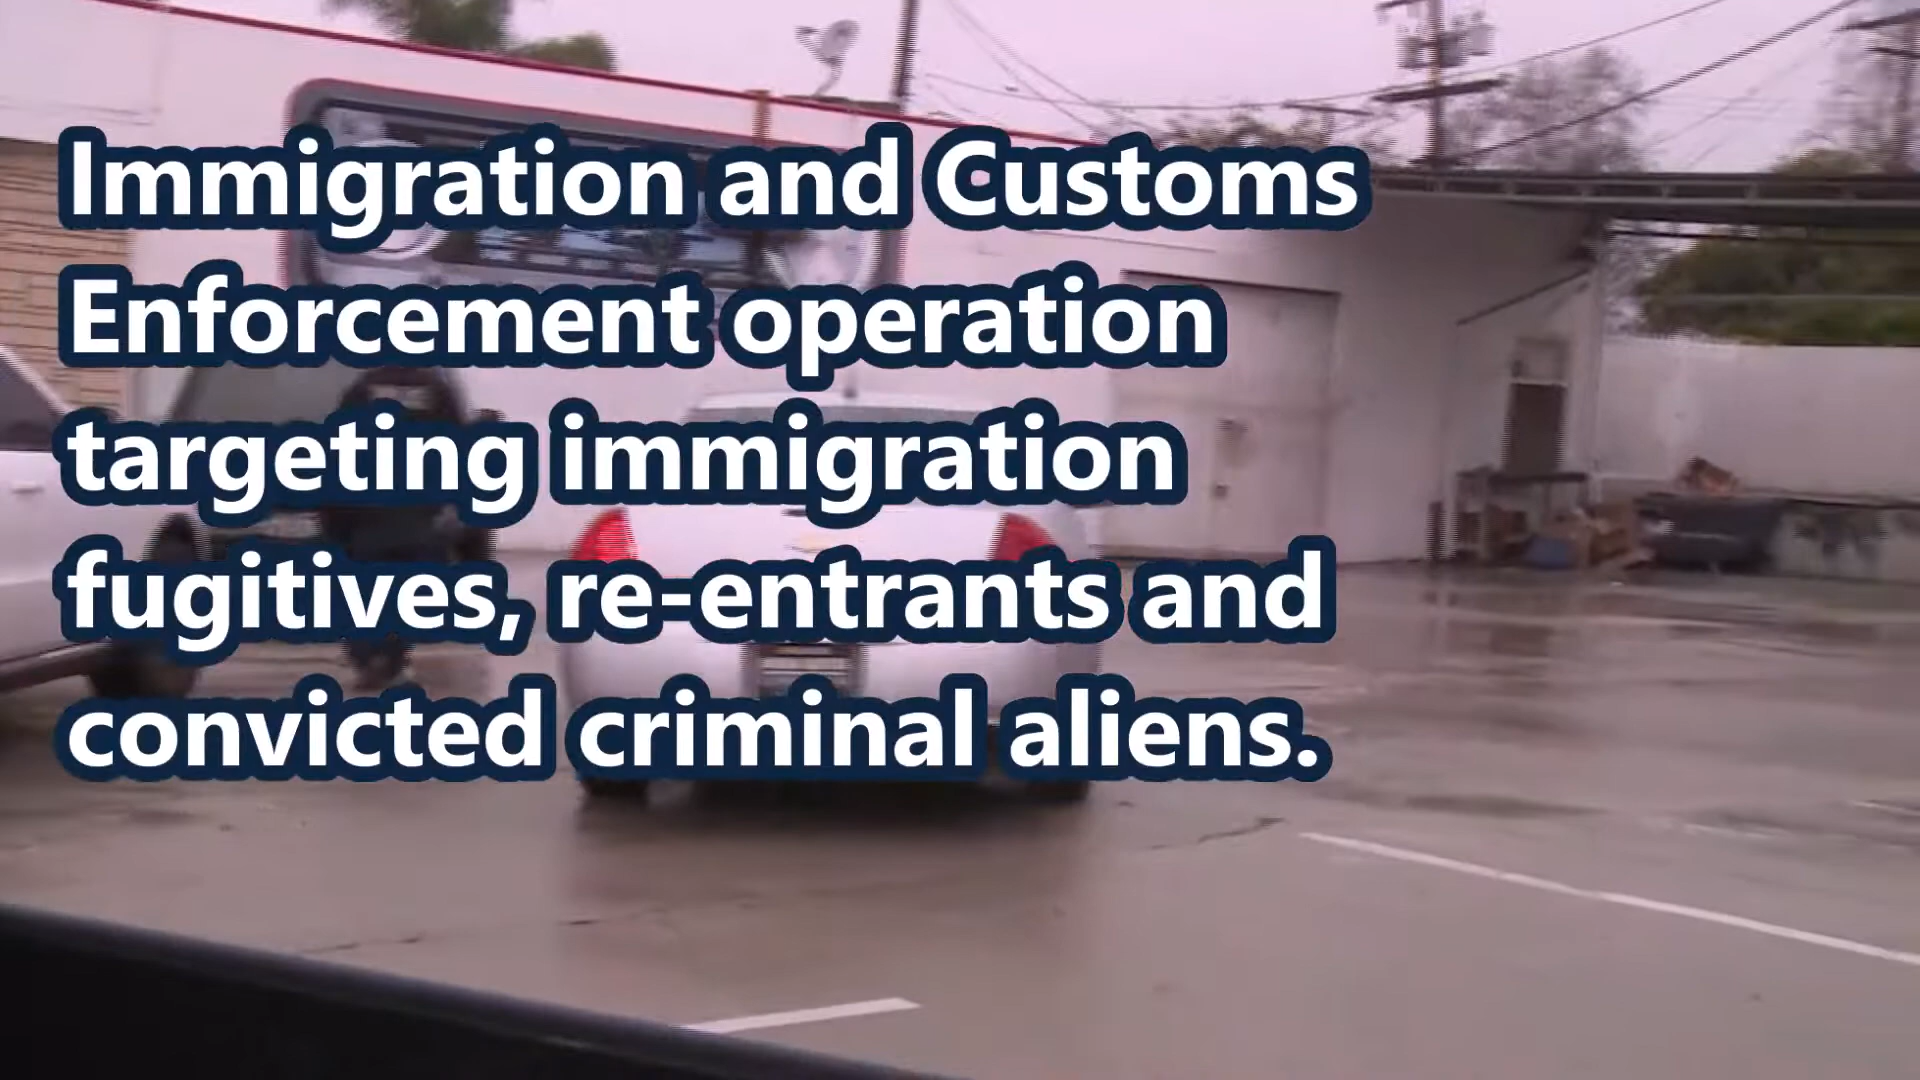 Immigration and Customs
Enforcement operation
targeting immigration
fugitives, re-entrants and
convicted criminal aliens.